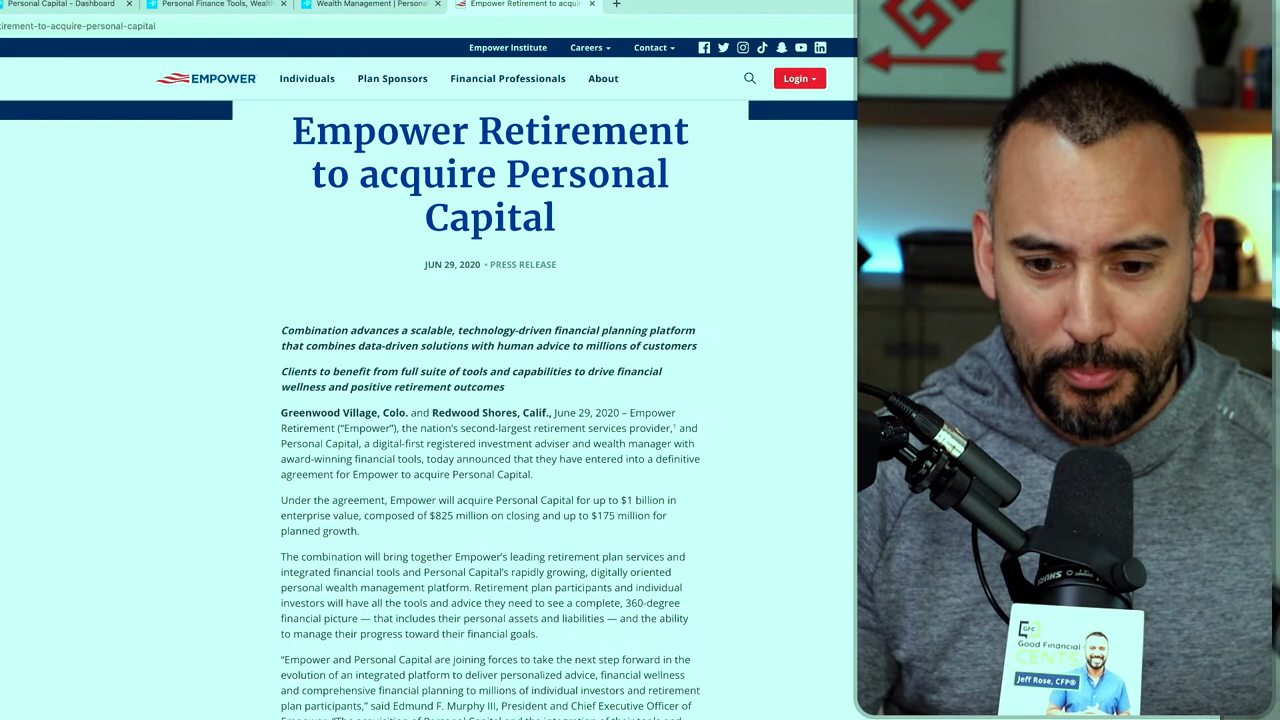 Personal Capital - Dashboard
Personal Finance Tools, Wealth
Wealth Management | Personal
Empower Retirement to acquir
tirement-to-acquire-personal-capital
Empower Institute Careers Contact
EMPOWER Individuals Plan Sponsors Financial Professionals About Login
Empower Retirement
to acquire Personal
Capital
JUN 29, 2020 • PRESS RELEASE
Combination advances a scalable, technology-driven financial planning platform
that combines data-driven solutions with human advice to millions of customers
Clients to benefit from full suite of tools and capabilities to drive financial
wellness and positive retirement outcomes
Greenwood Village, Colo. and Redwood Shores, Calif., June 29, 2020 – Empower
Retirement (“Empower”), the nation’s second-largest retirement services provider,¹ and
Personal Capital, a digital-first registered investment adviser and wealth manager with
award-winning financial tools, today announced that they have entered into a definitive
agreement for Empower to acquire Personal Capital.
Under the agreement, Empower will acquire Personal Capital for up to $1 billion in
enterprise value, composed of $825 million on closing and up to $175 million for
planned growth.
The combination will bring together Empower’s leading retirement plan services and
integrated financial tools and Personal Capital’s rapidly growing, digitally oriented
personal wealth management platform. Retirement plan participants and individual
investors will have all the tools and advice they need to see a complete, 360-degree
financial picture — that includes their personal assets and liabilities — and the ability
to manage their progress toward their financial goals.
“Empower and Personal Capital are joining forces to take the next step forward in the
evolution of an integrated platform to deliver personalized advice, financial wellness
and comprehensive financial planning to millions of individual investors and retirement
plan participants,” said Edmund F. Murphy III, President and Chief Executive Officer of
SHURE
GFC
Good Financial
CENTS
Jeff Rose, CFP®